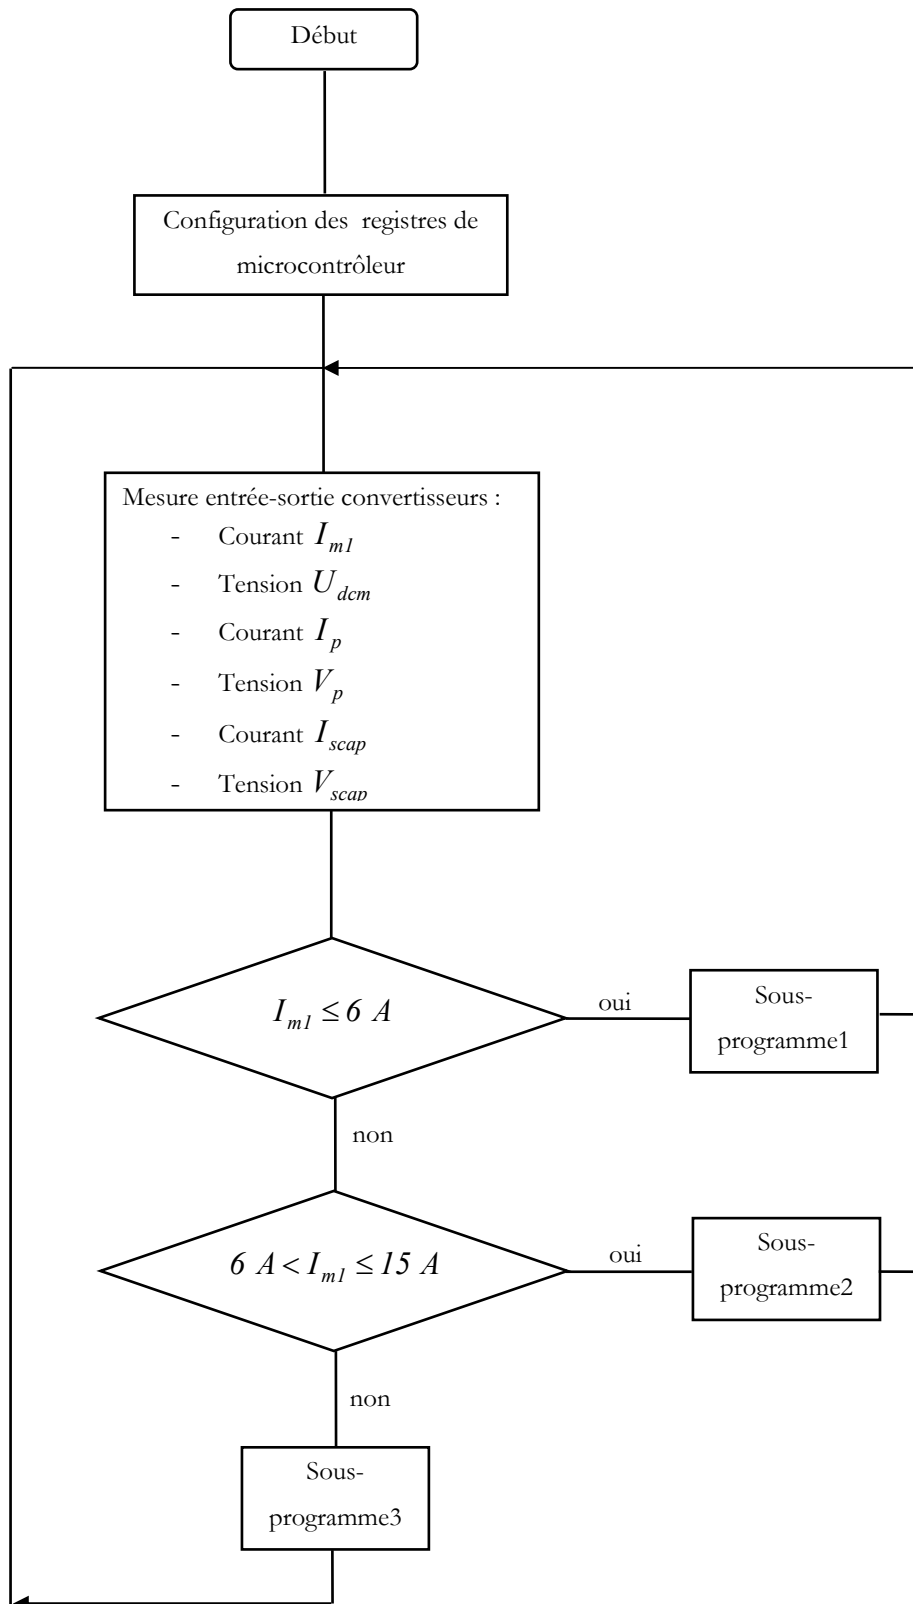 Début
Configuration des registres de
microcontrôleur
Mesure entrée-sortie convertisseurs :
- Courant I_m1
- Tension U_dcm
- Courant I_p
- Tension V_p
- Courant I_scap
- Tension V_scap
I_m1 ≤ 6 A
oui
Sous-
programme1
non
6 A < I_m1 ≤ 15 A
oui
Sous-
programme2
non
Sous-
programme3